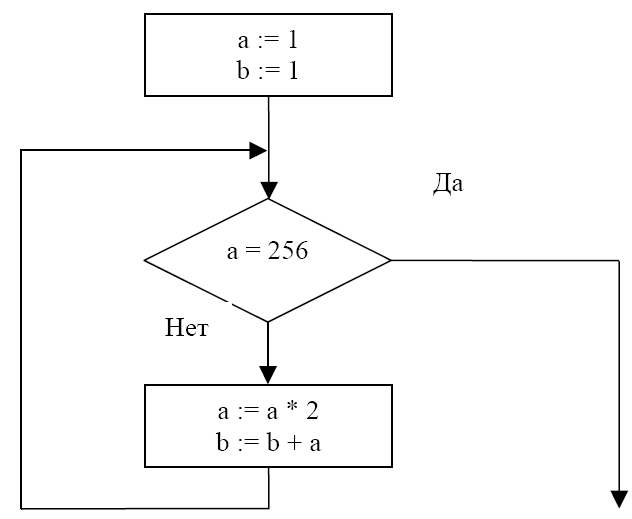 a := 1
b := 1
Да
a = 256
Нет
a := a * 2
b := b + a